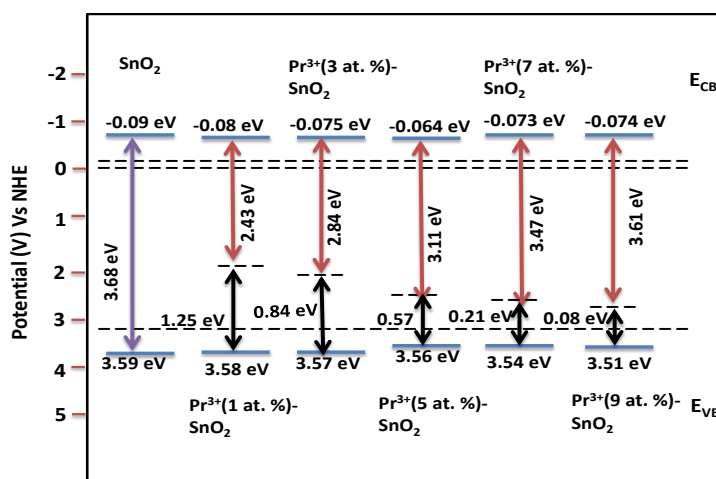 SnO₂
Pr³⁺(3 at. %)-
SnO₂
Pr³⁺(7 at. %)-
SnO₂
E_CB
-0.09 eV
-0.08 eV
-0.075 eV
-0.064 eV
-0.073 eV
-0.074 eV
Potential (V) Vs NHE
-2
-1
0
1
2
3
4
5
3.68 eV
2.43 eV
2.84 eV
3.11 eV
3.47 eV
3.61 eV
1.25 eV
0.84 eV
0.57
0.21 eV
0.08 eV
3.59 eV
3.58 eV
3.57 eV
3.56 eV
3.54 eV
3.51 eV
Pr³⁺(1 at. %)-
SnO₂
Pr³⁺(5 at. %)-
SnO₂
Pr³⁺(9 at. %)-
SnO₂
E_VB